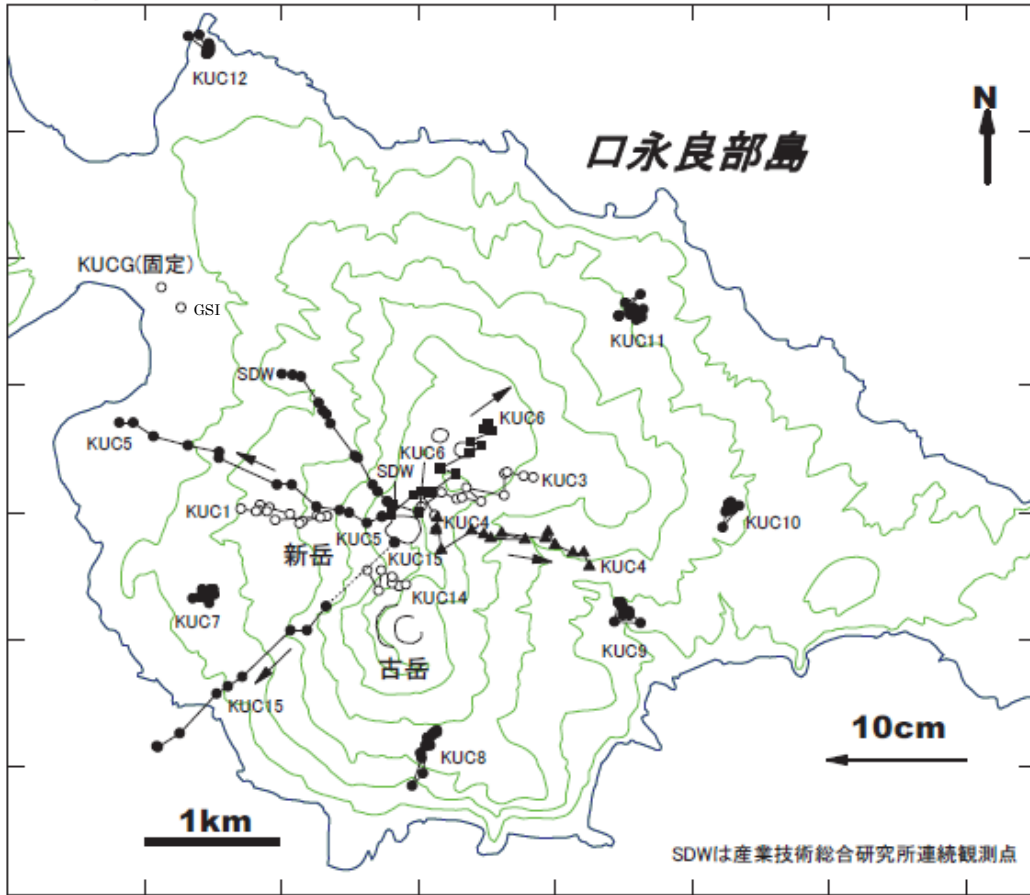 KUC12
N
口永良部島
KUCG(固定)
GSI
KUC11
SDW
KUC6
KUC5
KUC6
SDW
KUC3
KUC1
KUC4
KUC10
KUC5
新岳
KUC15
KUC4
KUC14
KUC7
KUC9
古岳
KUC15
10cm
KUC8
1km
SDWは産業技術総合研究所連続観測点